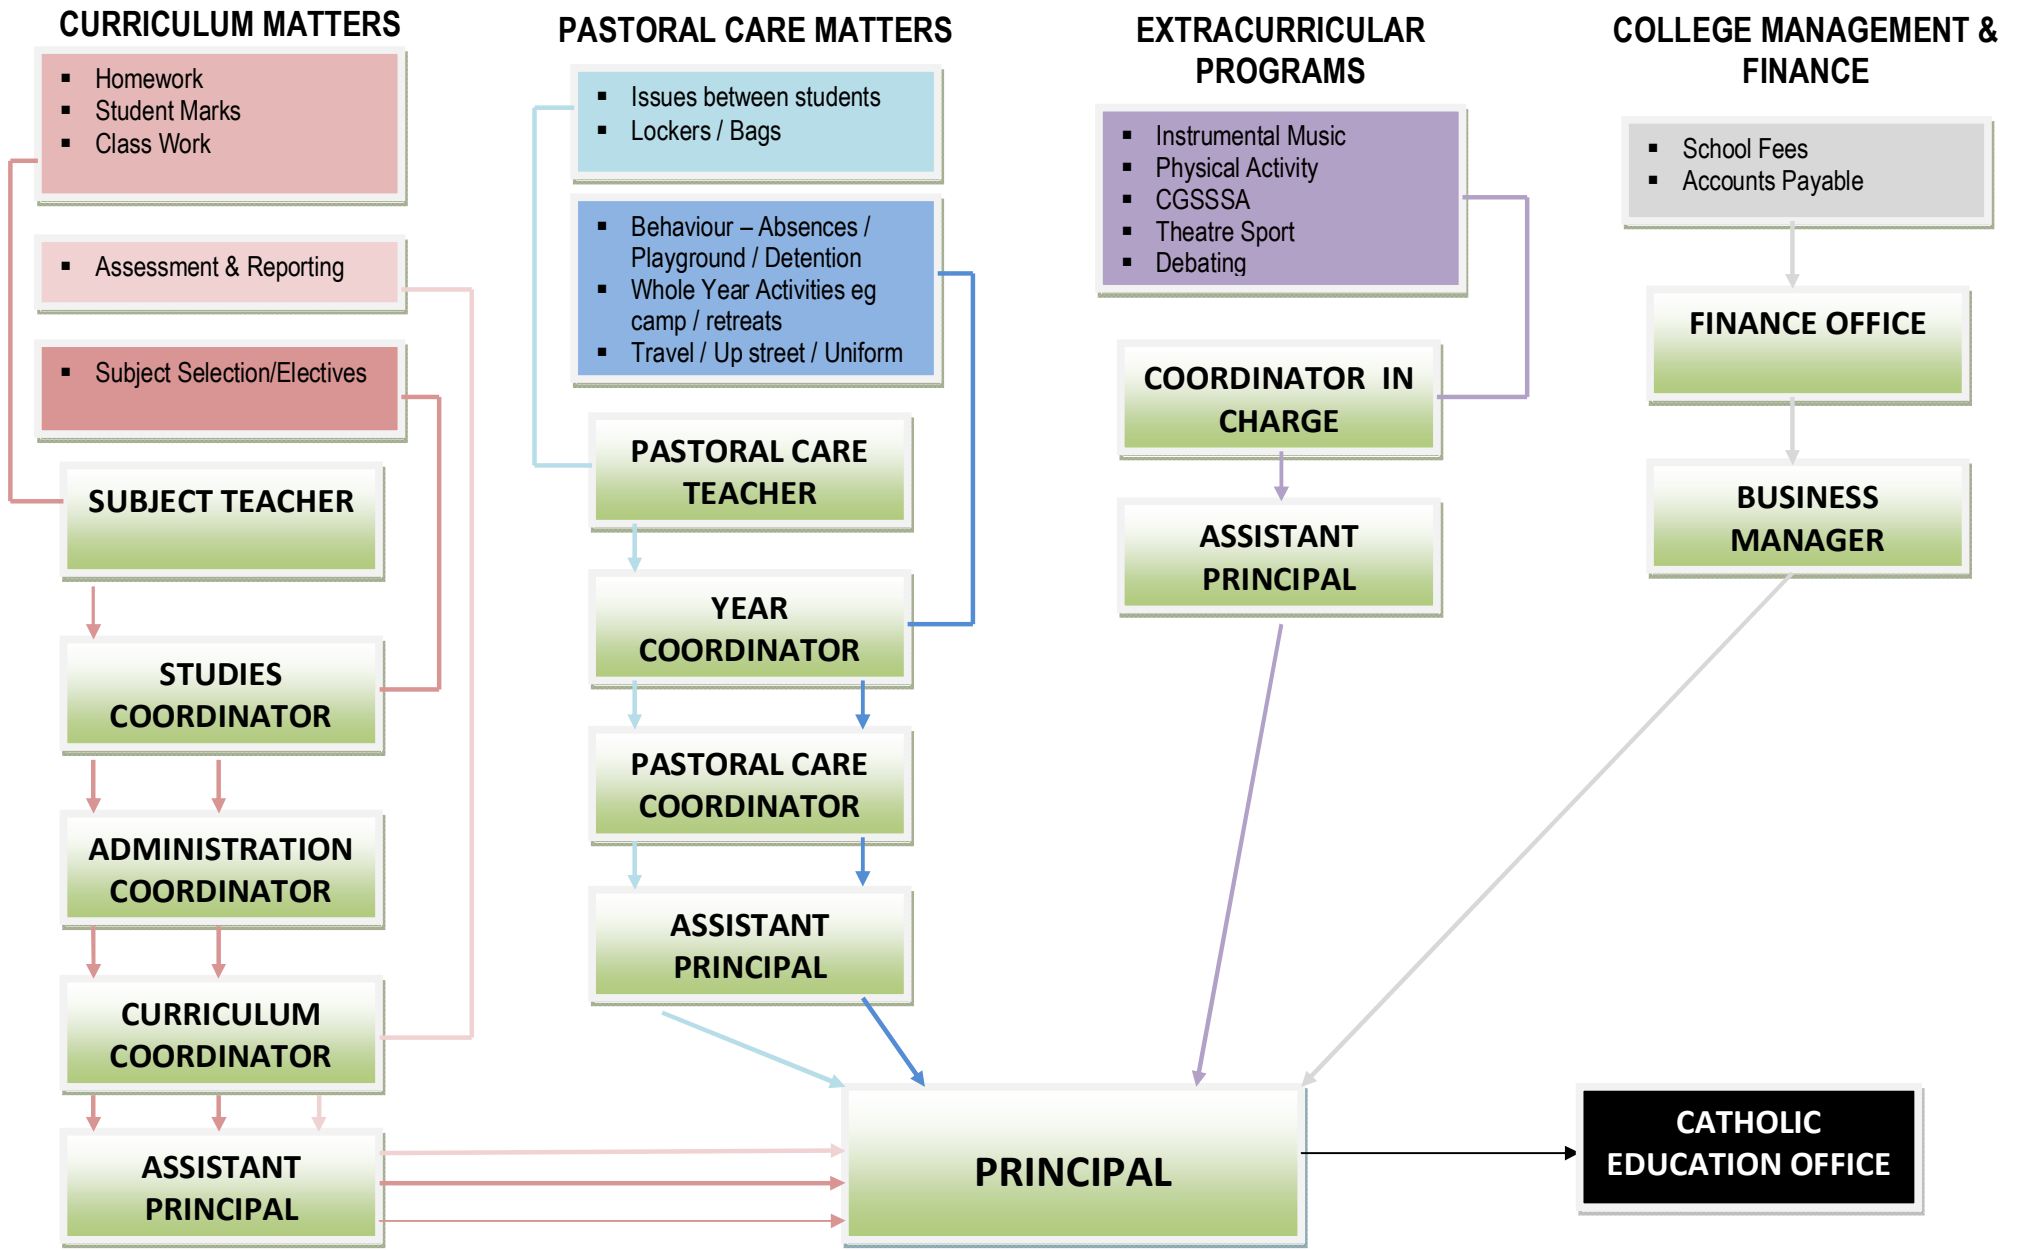 CURRICULUM MATTERS
▪ Homework
▪ Student Marks
▪ Class Work
▪ Assessment & Reporting
▪ Subject Selection/Electives
SUBJECT TEACHER
STUDIES
COORDINATOR
ADMINISTRATION
COORDINATOR
CURRICULUM
COORDINATOR
ASSISTANT
PRINCIPAL
PASTORAL CARE MATTERS
▪ Issues between students
▪ Lockers / Bags
▪ Behaviour – Absences /
Playground / Detention
▪ Whole Year Activities eg
camp / retreats
▪ Travel / Up street / Uniform
PASTORAL CARE
TEACHER
YEAR
COORDINATOR
PASTORAL CARE
COORDINATOR
ASSISTANT
PRINCIPAL
EXTRACURRICULAR
PROGRAMS
▪ Instrumental Music
▪ Physical Activity
▪ CGSSSA
▪ Theatre Sport
▪ Debating
COORDINATOR IN
CHARGE
ASSISTANT
PRINCIPAL
COLLEGE MANAGEMENT &
FINANCE
▪ School Fees
▪ Accounts Payable
FINANCE OFFICE
BUSINESS
MANAGER
PRINCIPAL
CATHOLIC
EDUCATION OFFICE